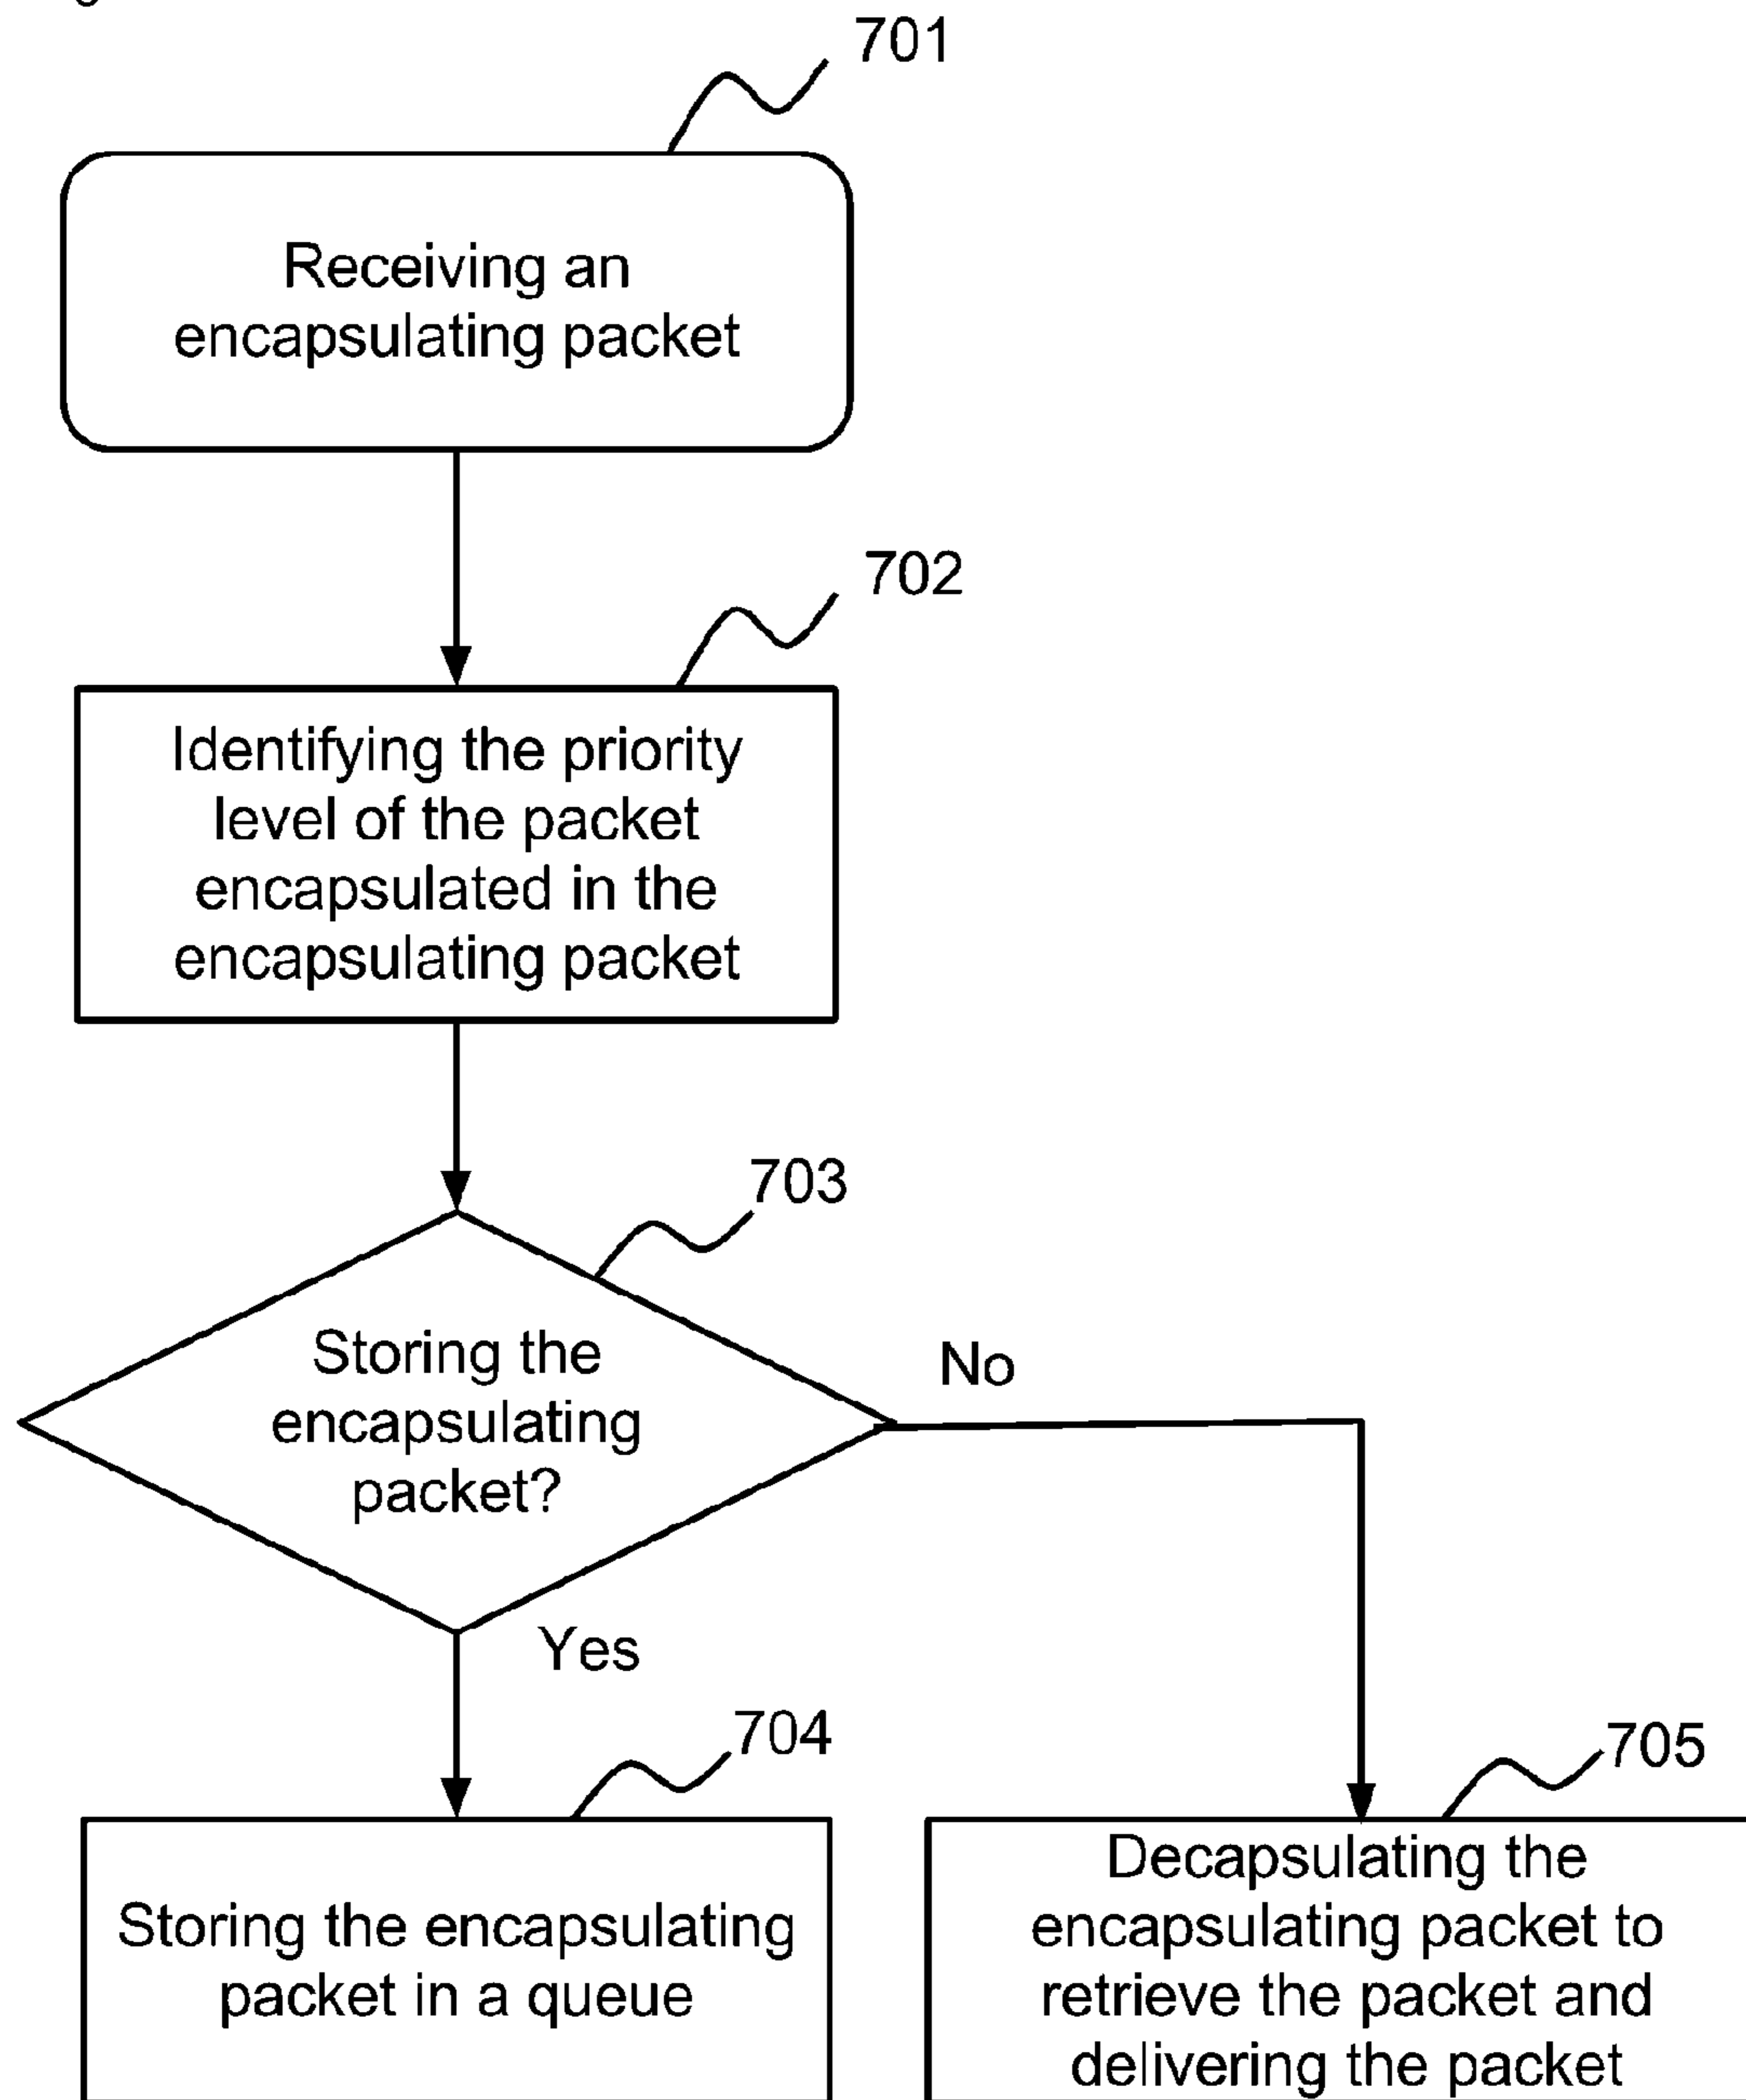 701
Receiving an
encapsulating packet
702
Identifying the priority
level of the packet
encapsulated in the
encapsulating packet
703
Storing the
encapsulating
packet?
No
Yes
704
Storing the encapsulating
packet in a queue
705
Decapsulating the
encapsulating packet to
retrieve the packet and
delivering the packet